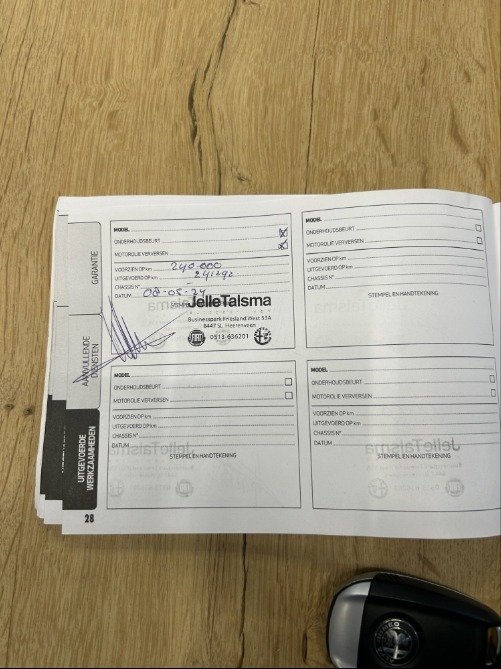 MODEL
ONDERHOUDSBEURT
MOTOROLIE VERVERSEN
VOORZIEN OP km 240.000
UITGEVOERD OP km 241292
CHASSIS N°
DATUM 08-05-24
STEMPEL
JelleTalsma
Businesspark Friesland West 53A
8447 SL Heerenveen
FIAT 0513-636201
MODEL
ONDERHOUDSBEURT
MOTOROLIE VERVERSEN
VOORZIEN OP km
UITGEVOERD OP km
CHASSIS N°
DATUM
STEMPEL EN HANDTEKENING
MODEL
ONDERHOUDSBEURT
MOTOROLIE VERVERSEN
VOORZIEN OP km
UITGEVOERD OP km
CHASSIS N°
DATUM
STEMPEL EN HANDTEKENING
MODEL
ONDERHOUDSBEURT
MOTOROLIE VERVERSEN
VOORZIEN OP km
UITGEVOERD OP km
CHASSIS N°
DATUM
STEMPEL EN HANDTEKENING
GARANTIE
AANVULLENDE
DIENSTEN
UITGEVOERDE
WERKZAAMHEDEN
28